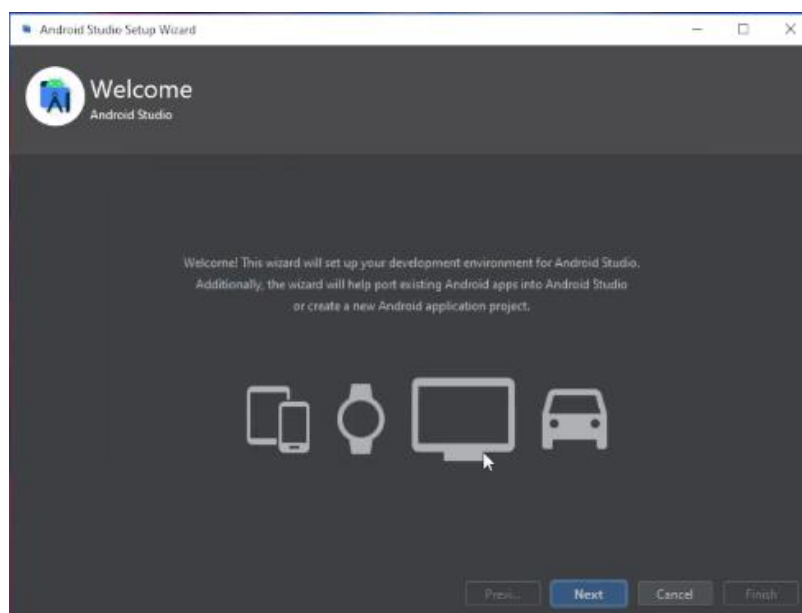 Android Studio Setup Wizard
Welcome
Android Studio
Welcome! This wizard will set up your development environment for Android Studio.
Additionally, the wizard will help port existing Android apps into Android Studio
or create a new Android application project.
Previ...
Next
Cancel
Finish